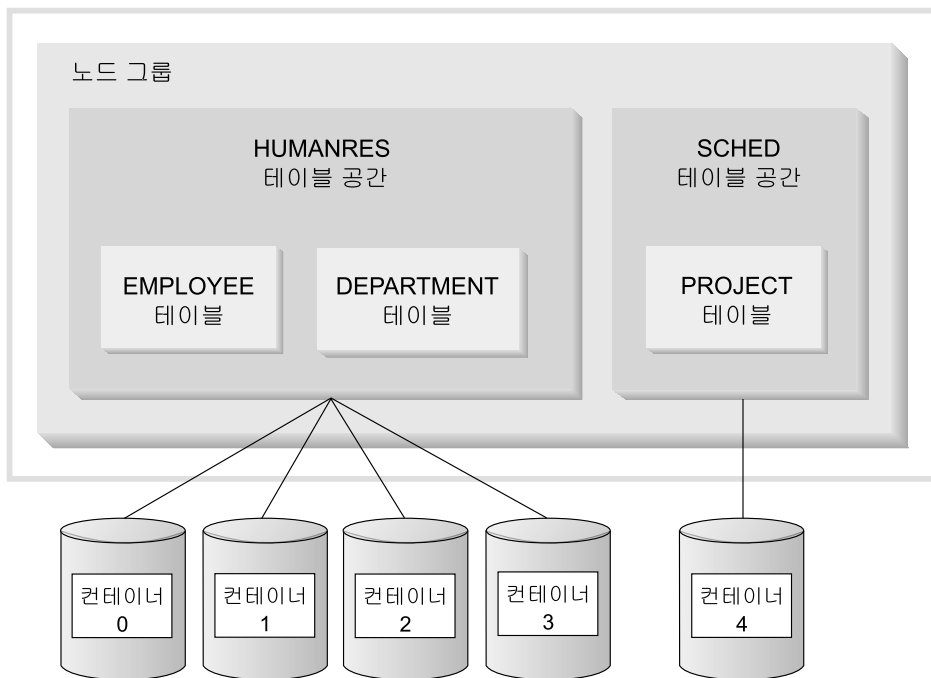 노드 그룹
HUMANRES
테이블 공간
SCHED
테이블 공간
EMPLOYEE
테이블
DEPARTMENT
테이블
PROJECT
테이블
컨테이너
0
컨테이너
1
컨테이너
2
컨테이너
3
컨테이너
4